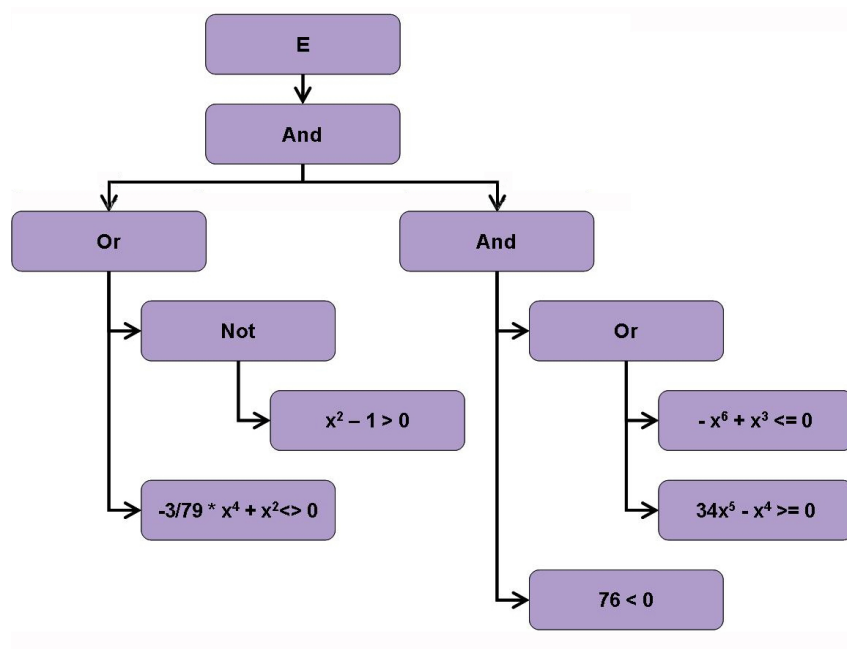 E
And
Or
And
Not
Or
x² – 1 > 0
- x⁶ + x³ <= 0
-3/79 * x⁴ + x²<> 0
34x⁵ - x⁴ >= 0
76 < 0